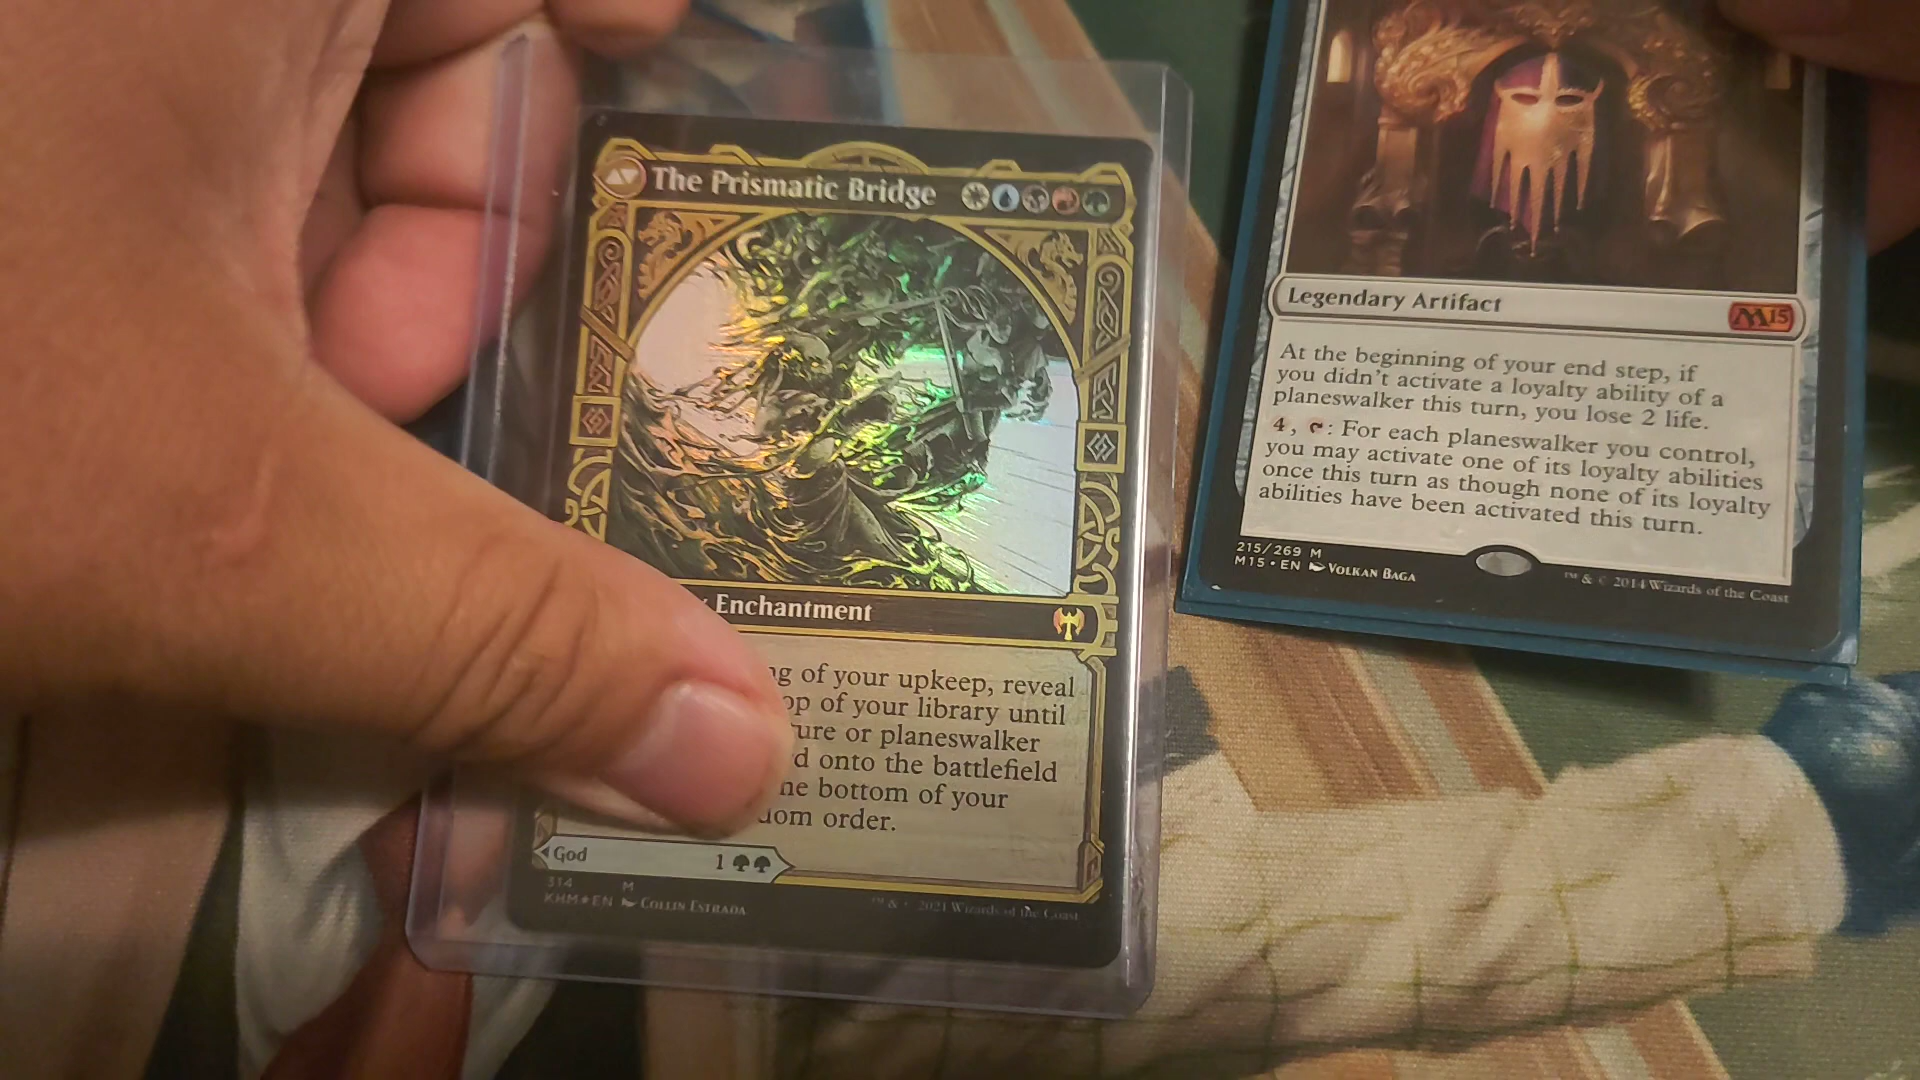 The Prismatic Bridge
Enchantment
of your upkeep, reveal
of your library until
or planeswalker
onto the battlefield
bottom of your
order.
God 1
314 M
KHM★EN COLLIN ESTRADA
™ & © 2021 Wizards of the Coast
Legendary Artifact
M15
At the beginning of your end step, if
you didn't activate a loyalty ability of a
planeswalker this turn, you lose 2 life.
4, : For each planeswalker you control,
you may activate one of its loyalty abilities
once this turn as though none of its loyalty
abilities have been activated this turn.
215/269 M
M15 • EN VOLKAN BAGA
™ & © 2014 Wizards of the Coast